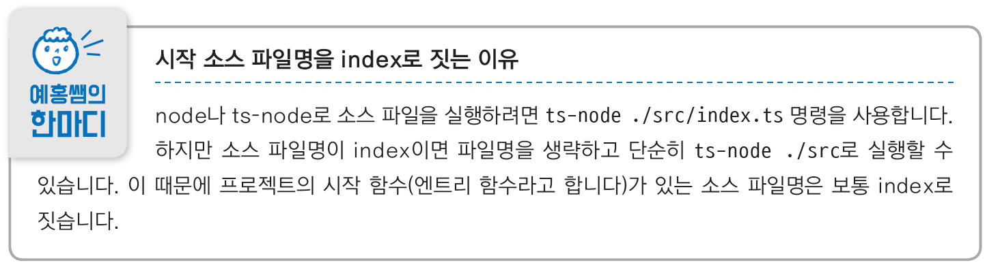 예홍쌤의
한마디
시작 소스 파일명을 index로 짓는 이유
node나 ts-node로 소스 파일을 실행하려면 ts-node ./src/index.ts 명령을 사용합니다.
하지만 소스 파일명이 index이면 파일명을 생략하고 단순히 ts-node ./src로 실행할 수
있습니다. 이 때문에 프로젝트의 시작 함수(엔트리 함수라고 합니다)가 있는 소스 파일명은 보통 index로
짓습니다.